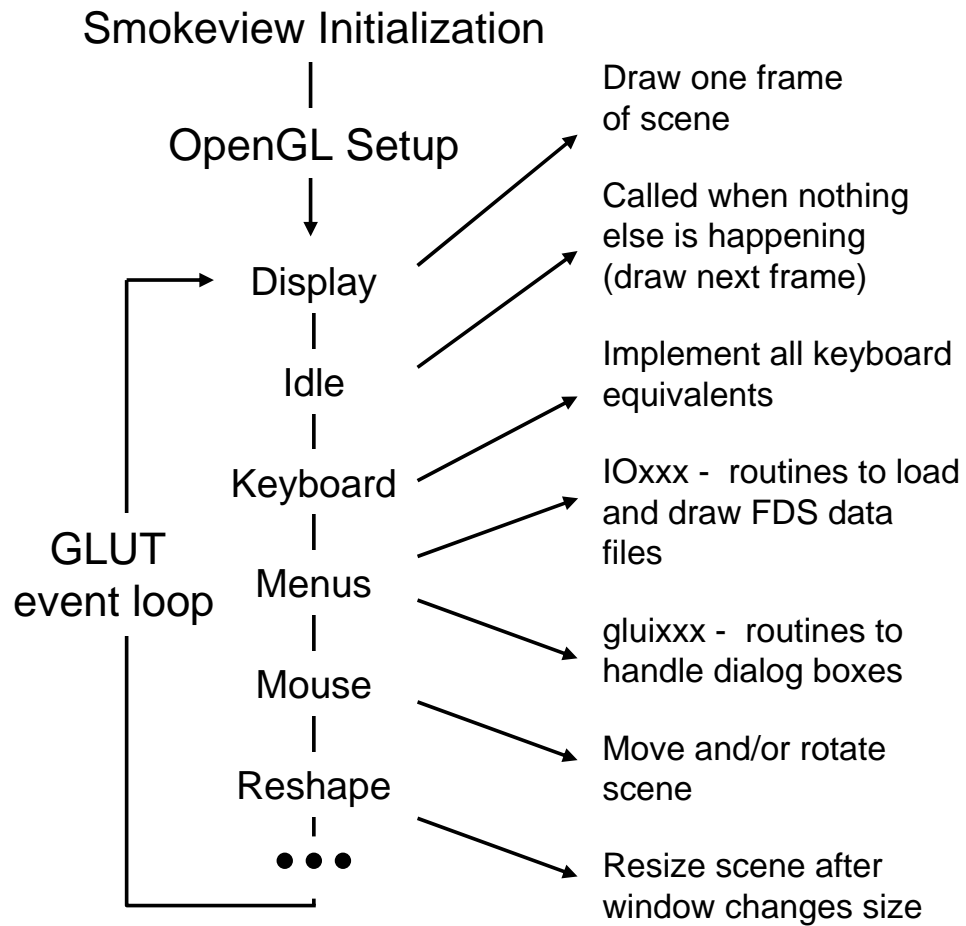 Smokeview Initialization
OpenGL Setup
Display
Idle
Keyboard
Menus
Mouse
Reshape
GLUT
event loop
Draw one frame
of scene
Called when nothing
else is happening
(draw next frame)
Implement all keyboard
equivalents
IOxxx - routines to load
and draw FDS data
files
gluixxx - routines to
handle dialog boxes
Move and/or rotate
scene
Resize scene after
window changes size